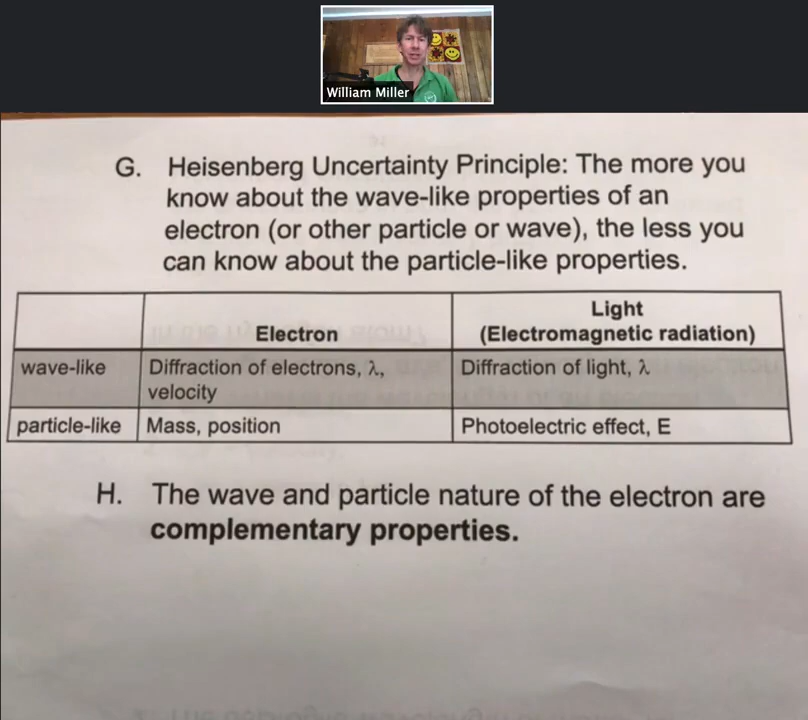 William Miller
G. Heisenberg Uncertainty Principle: The more you
know about the wave-like properties of an
electron (or other particle or wave), the less you
can know about the particle-like properties.
Electron
Light
(Electromagnetic radiation)
wave-like
Diffraction of electrons, λ,
velocity
Diffraction of light, λ
particle-like
Mass, position
Photoelectric effect, E
H. The wave and particle nature of the electron are
complementary properties.